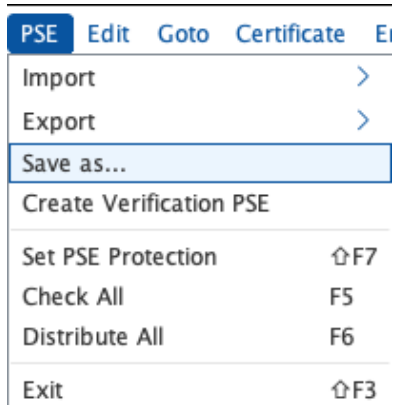 PSE Edit Goto Certificate
Import >
Export >
Save as...
Create Verification PSE
Set PSE Protection ⇧F7
Check All F5
Distribute All F6
Exit ⇧F3